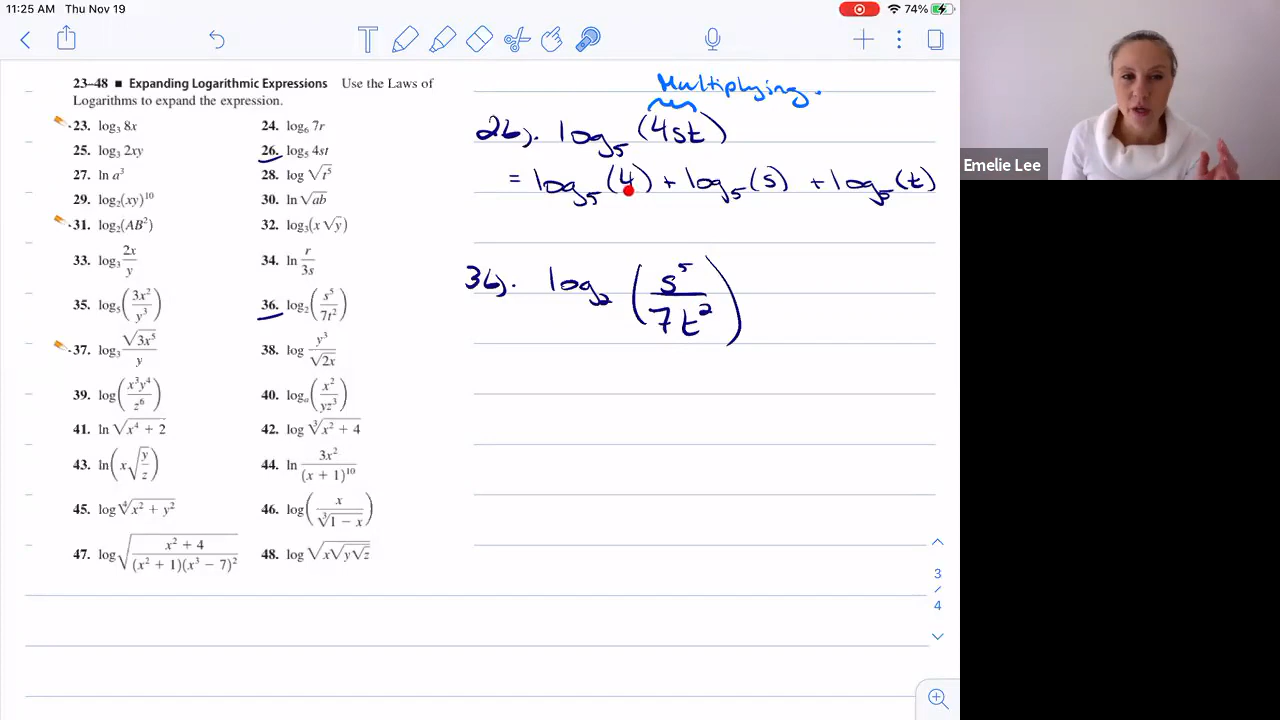 11:25 AM Thu Nov 19
74%
23–48 ■ Expanding Logarithmic Expressions Use the Laws of
Logarithms to expand the expression.
23. log₃ 8x 24. log₆ 7r
25. log₃ 2xy 26. log₅ 4st
27. ln a³ 28. log √t⁵
29. log₂(xy)¹⁰ 30. ln √ab
31. log₂(AB²) 32. log₃(x √y)
33. log₃ 2x/y 34. ln r/3s
35. log₅(3x²/y³) 36. log₂(s⁵/7t²)
37. log₃ √3x⁵/y 38. log y³/√2x
39. log(x³y⁴/z⁶) 40. logₐ(x²/yz³)
41. ln √x⁴ + 2 42. log ∛x² + 4
43. ln(x√y/z) 44. ln 3x²/(x + 1)¹⁰
45. log ∜x² + y² 46. log(x/∛1 − x)
47. log √x² + 4/(x² + 1)(x³ − 7)² 48. log √x√y√z
Multiplying.
26). log₅ (4st)
= log₅ (4) + log₅ (s) + log₅ (t)
36). log₂ (s⁵/7t²)
Emelie Lee
3
/
4